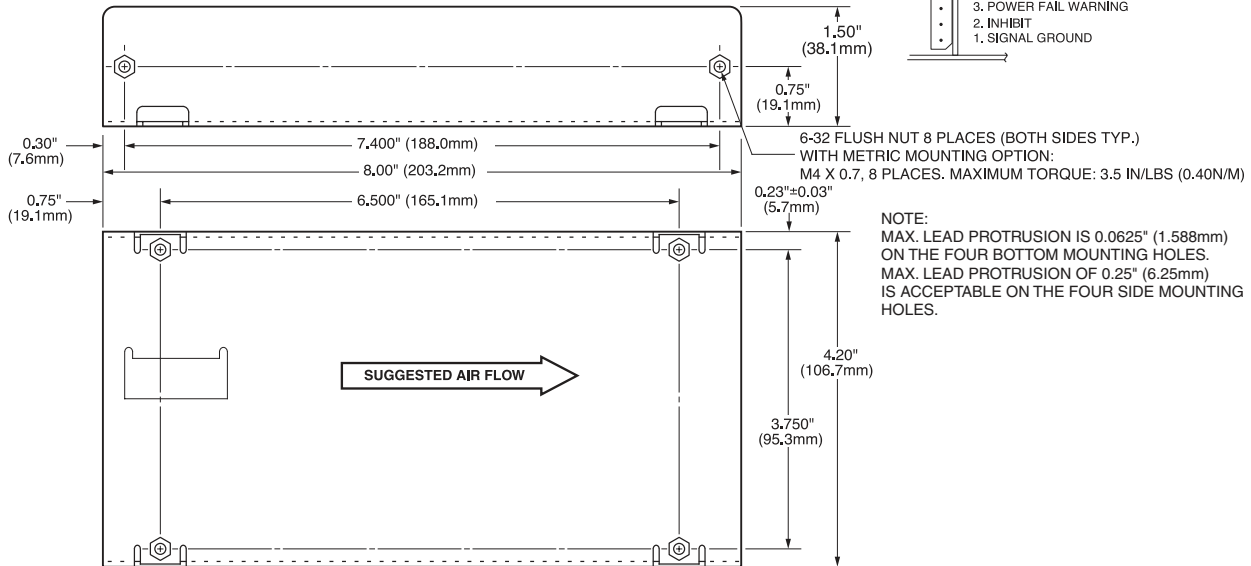 3. POWER FAIL WARNING
2. INHIBIT
1. SIGNAL GROUND
1.50"
(38.1mm)
0.75"
(19.1mm)
0.30"
(7.6mm)
7.400" (188.0mm)
8.00" (203.2mm)
6-32 FLUSH NUT 8 PLACES (BOTH SIDES TYP.)
WITH METRIC MOUNTING OPTION:
M4 X 0.7, 8 PLACES. MAXIMUM TORQUE: 3.5 IN/LBS (0.40N/M)
0.75"
(19.1mm)
6.500" (165.1mm)
0.23"±0.03"
(5.7mm)
NOTE:
MAX. LEAD PROTRUSION IS 0.0625" (1.588mm)
ON THE FOUR BOTTOM MOUNTING HOLES.
MAX. LEAD PROTRUSION OF 0.25" (6.25mm)
IS ACCEPTABLE ON THE FOUR SIDE MOUNTING
HOLES.
SUGGESTED AIR FLOW
4.20"
(106.7mm)
3.750"
(95.3mm)